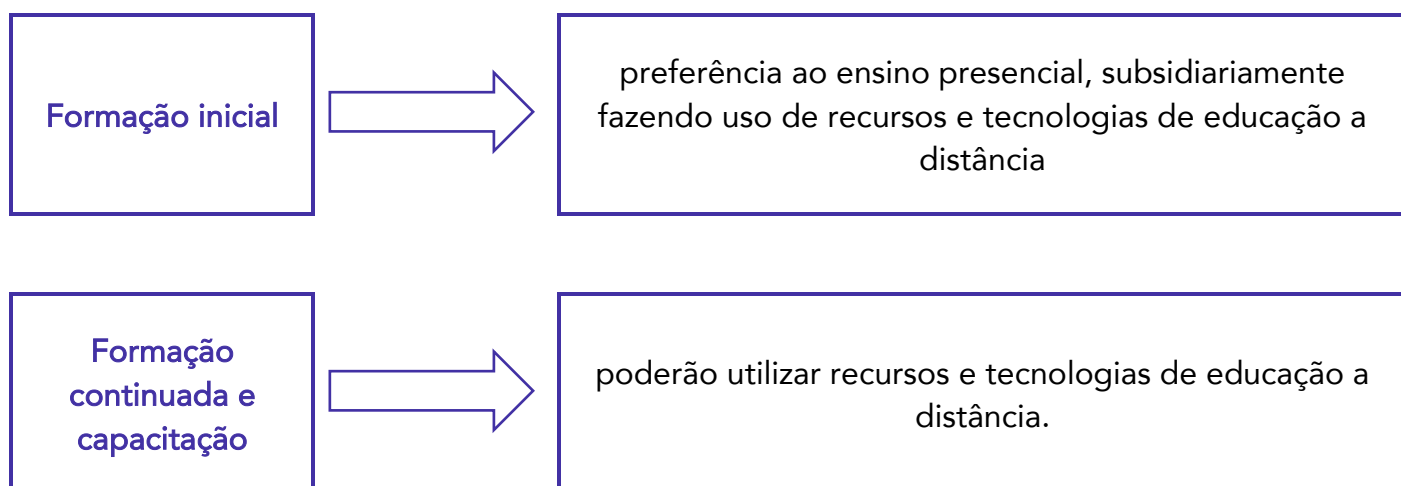 Formação inicial
preferência ao ensino presencial, subsidiariamente
fazendo uso de recursos e tecnologias de educação a
distância
Formação
continuada e
capacitação
poderão utilizar recursos e tecnologias de educação a
distância.